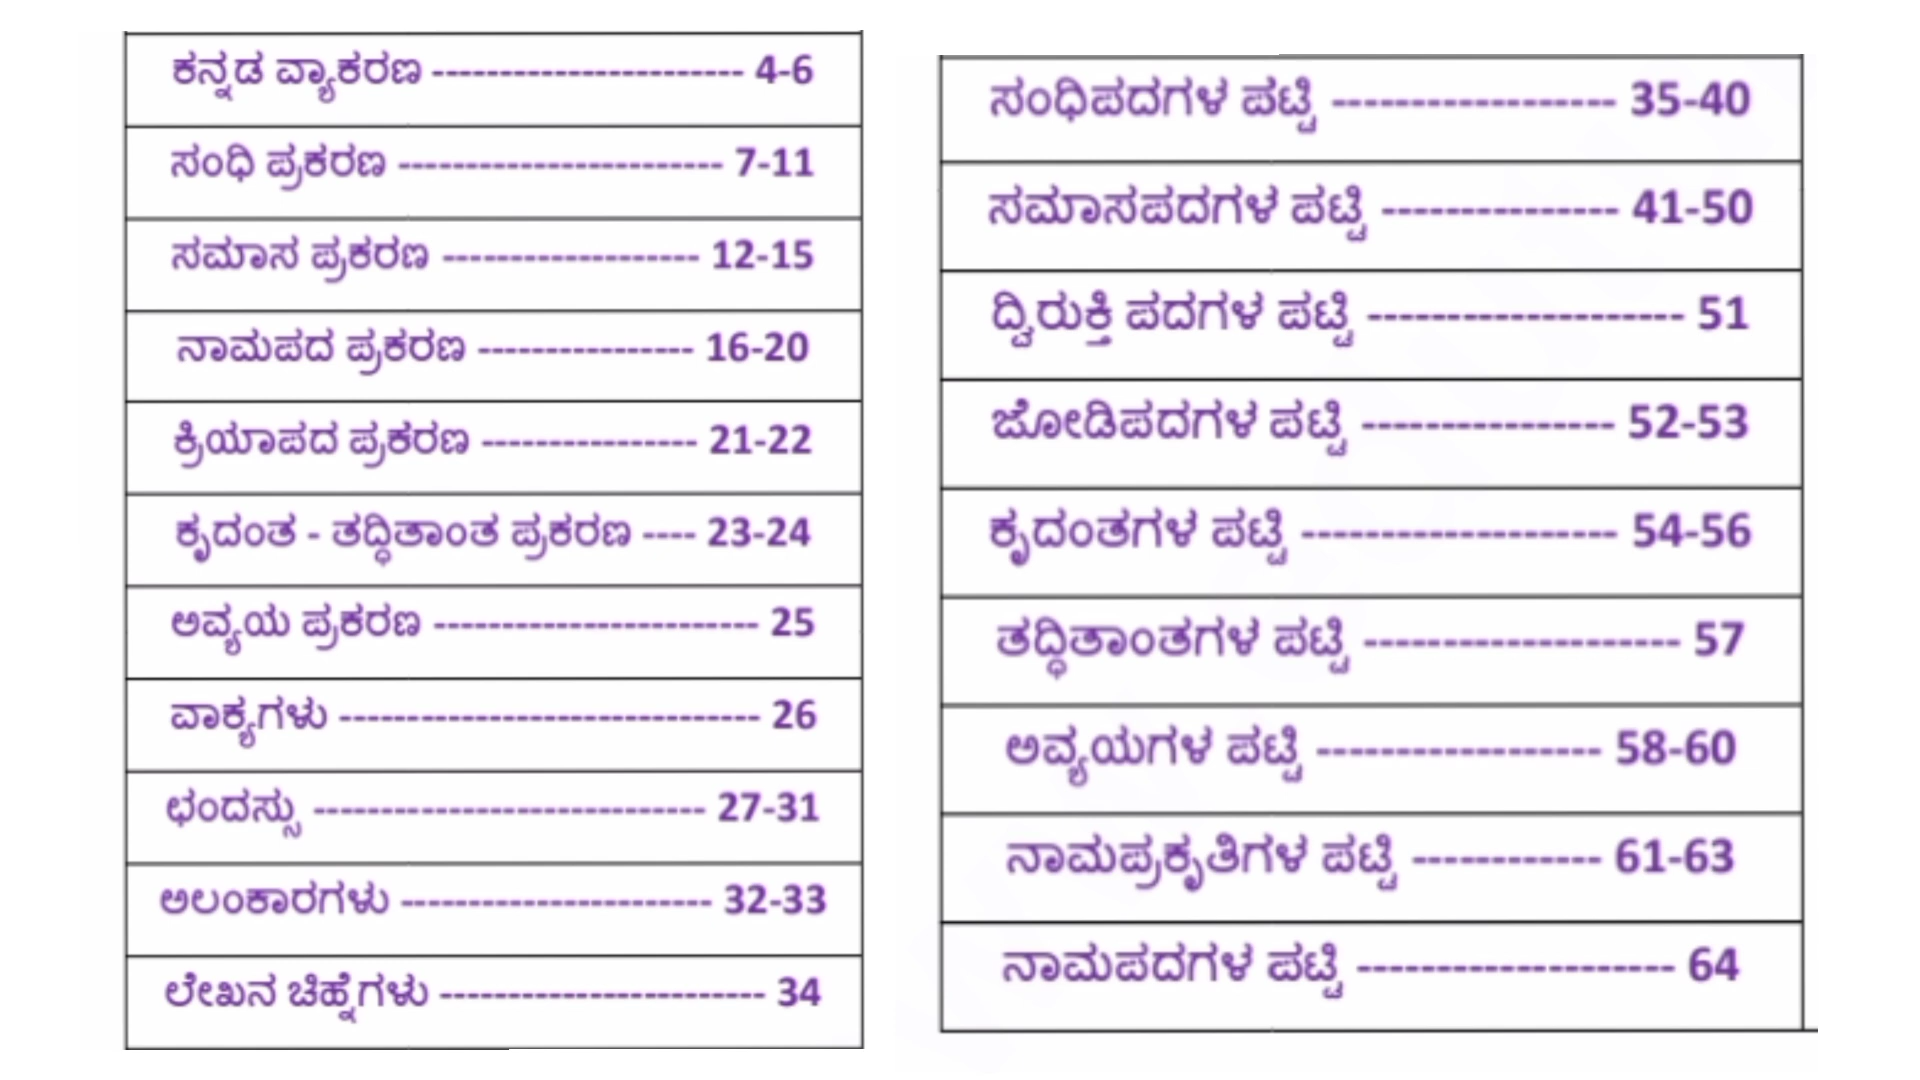 ಕನ್ನಡ ವ್ಯಾಕರಣ ----------------------- 4-6
ಸಂಧಿ ಪ್ರಕರಣ ------------------------ 7-11
ಸಮಾಸ ಪ್ರಕರಣ ------------------- 12-15
ನಾಮಪದ ಪ್ರಕರಣ ---------------- 16-20
ಕ್ರಿಯಾಪದ ಪ್ರಕರಣ ---------------- 21-22
ಕೃದಂತ - ತದ್ಧಿತಾಂತ ಪ್ರಕರಣ ---- 23-24
ಅವ್ಯಯ ಪ್ರಕರಣ ------------------------ 25
ವಾಕ್ಯಗಳು ------------------------------- 26
ಛಂದಸ್ಸು ----------------------------- 27-31
ಅಲಂಕಾರಗಳು ----------------------- 32-33
ಲೇಖನ ಚಿಹ್ನೆಗಳು ------------------------ 34
ಸಂಧಿಪದಗಳ ಪಟ್ಟಿ ------------------ 35-40
ಸಮಾಸಪದಗಳ ಪಟ್ಟಿ --------------- 41-50
ದ್ವಿರುಕ್ತಿ ಪದಗಳ ಪಟ್ಟಿ -------------------- 51
ಜೋಡಿಪದಗಳ ಪಟ್ಟಿ ---------------- 52-53
ಕೃದಂತಗಳ ಪಟ್ಟಿ -------------------- 54-56
ತದ್ಧಿತಾಂತಗಳ ಪಟ್ಟಿ -------------------- 57
ಅವ್ಯಯಗಳ ಪಟ್ಟಿ ------------------ 58-60
ನಾಮಪ್ರಕೃತಿಗಳ ಪಟ್ಟಿ ------------ 61-63
ನಾಮಪದಗಳ ಪಟ್ಟಿ -------------------- 64